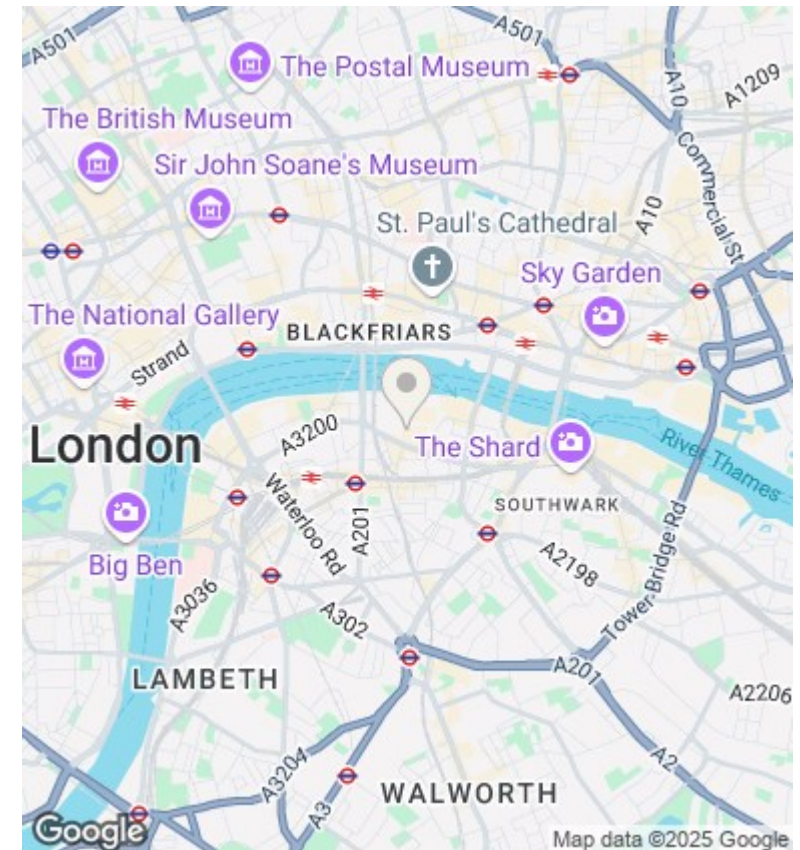 A501
A501
The Postal Museum
A10
A1209
The British Museum
Sir John Soane's Museum
Commercial St
A10
St. Paul's Cathedral
Sky Garden
The National Gallery
BLACKFRIARS
Strand
London
A3200
The Shard
River Thames
Waterloo Rd
A201
SOUTHWARK
Big Ben
A3036
A2198
Tower Bridge Rd
A302
LAMBETH
A201
A2206
A3204
A3
A2
WALWORTH
Google
Map data ©2025 Google